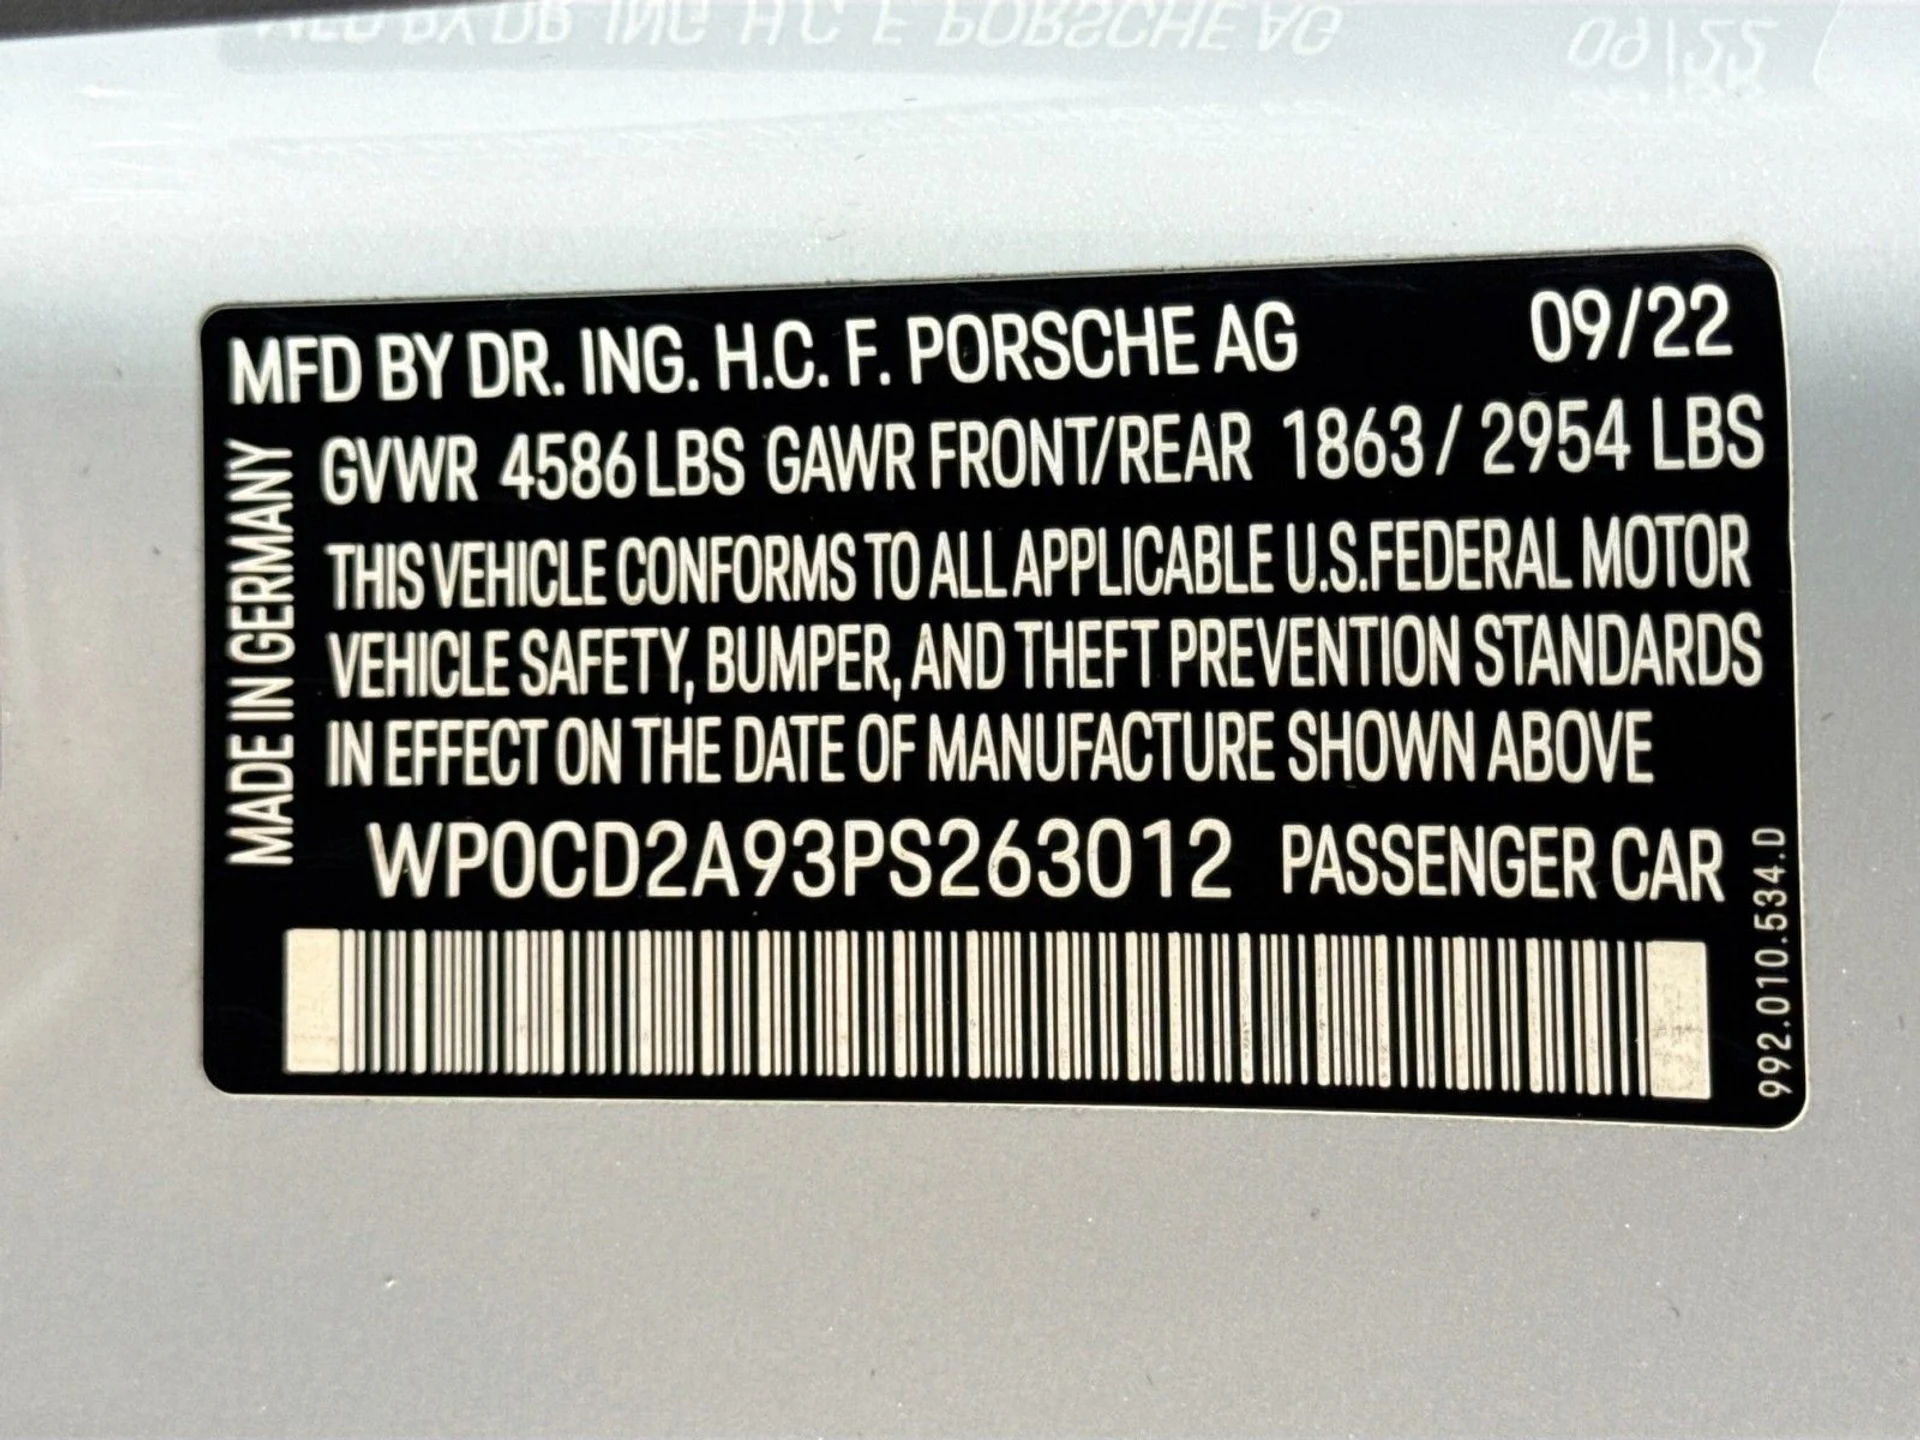 MFD BY DR. ING. H.C. F. PORSCHE AG 09/22
MADE IN GERMANY
GVWR 4586 LBS GAWR FRONT/REAR 1863 / 2954 LBS
THIS VEHICLE CONFORMS TO ALL APPLICABLE U.S.FEDERAL MOTOR
VEHICLE SAFETY, BUMPER, AND THEFT PREVENTION STANDARDS
IN EFFECT ON THE DATE OF MANUFACTURE SHOWN ABOVE
WP0CD2A93PS263012 PASSENGER CAR
992.010.534.D